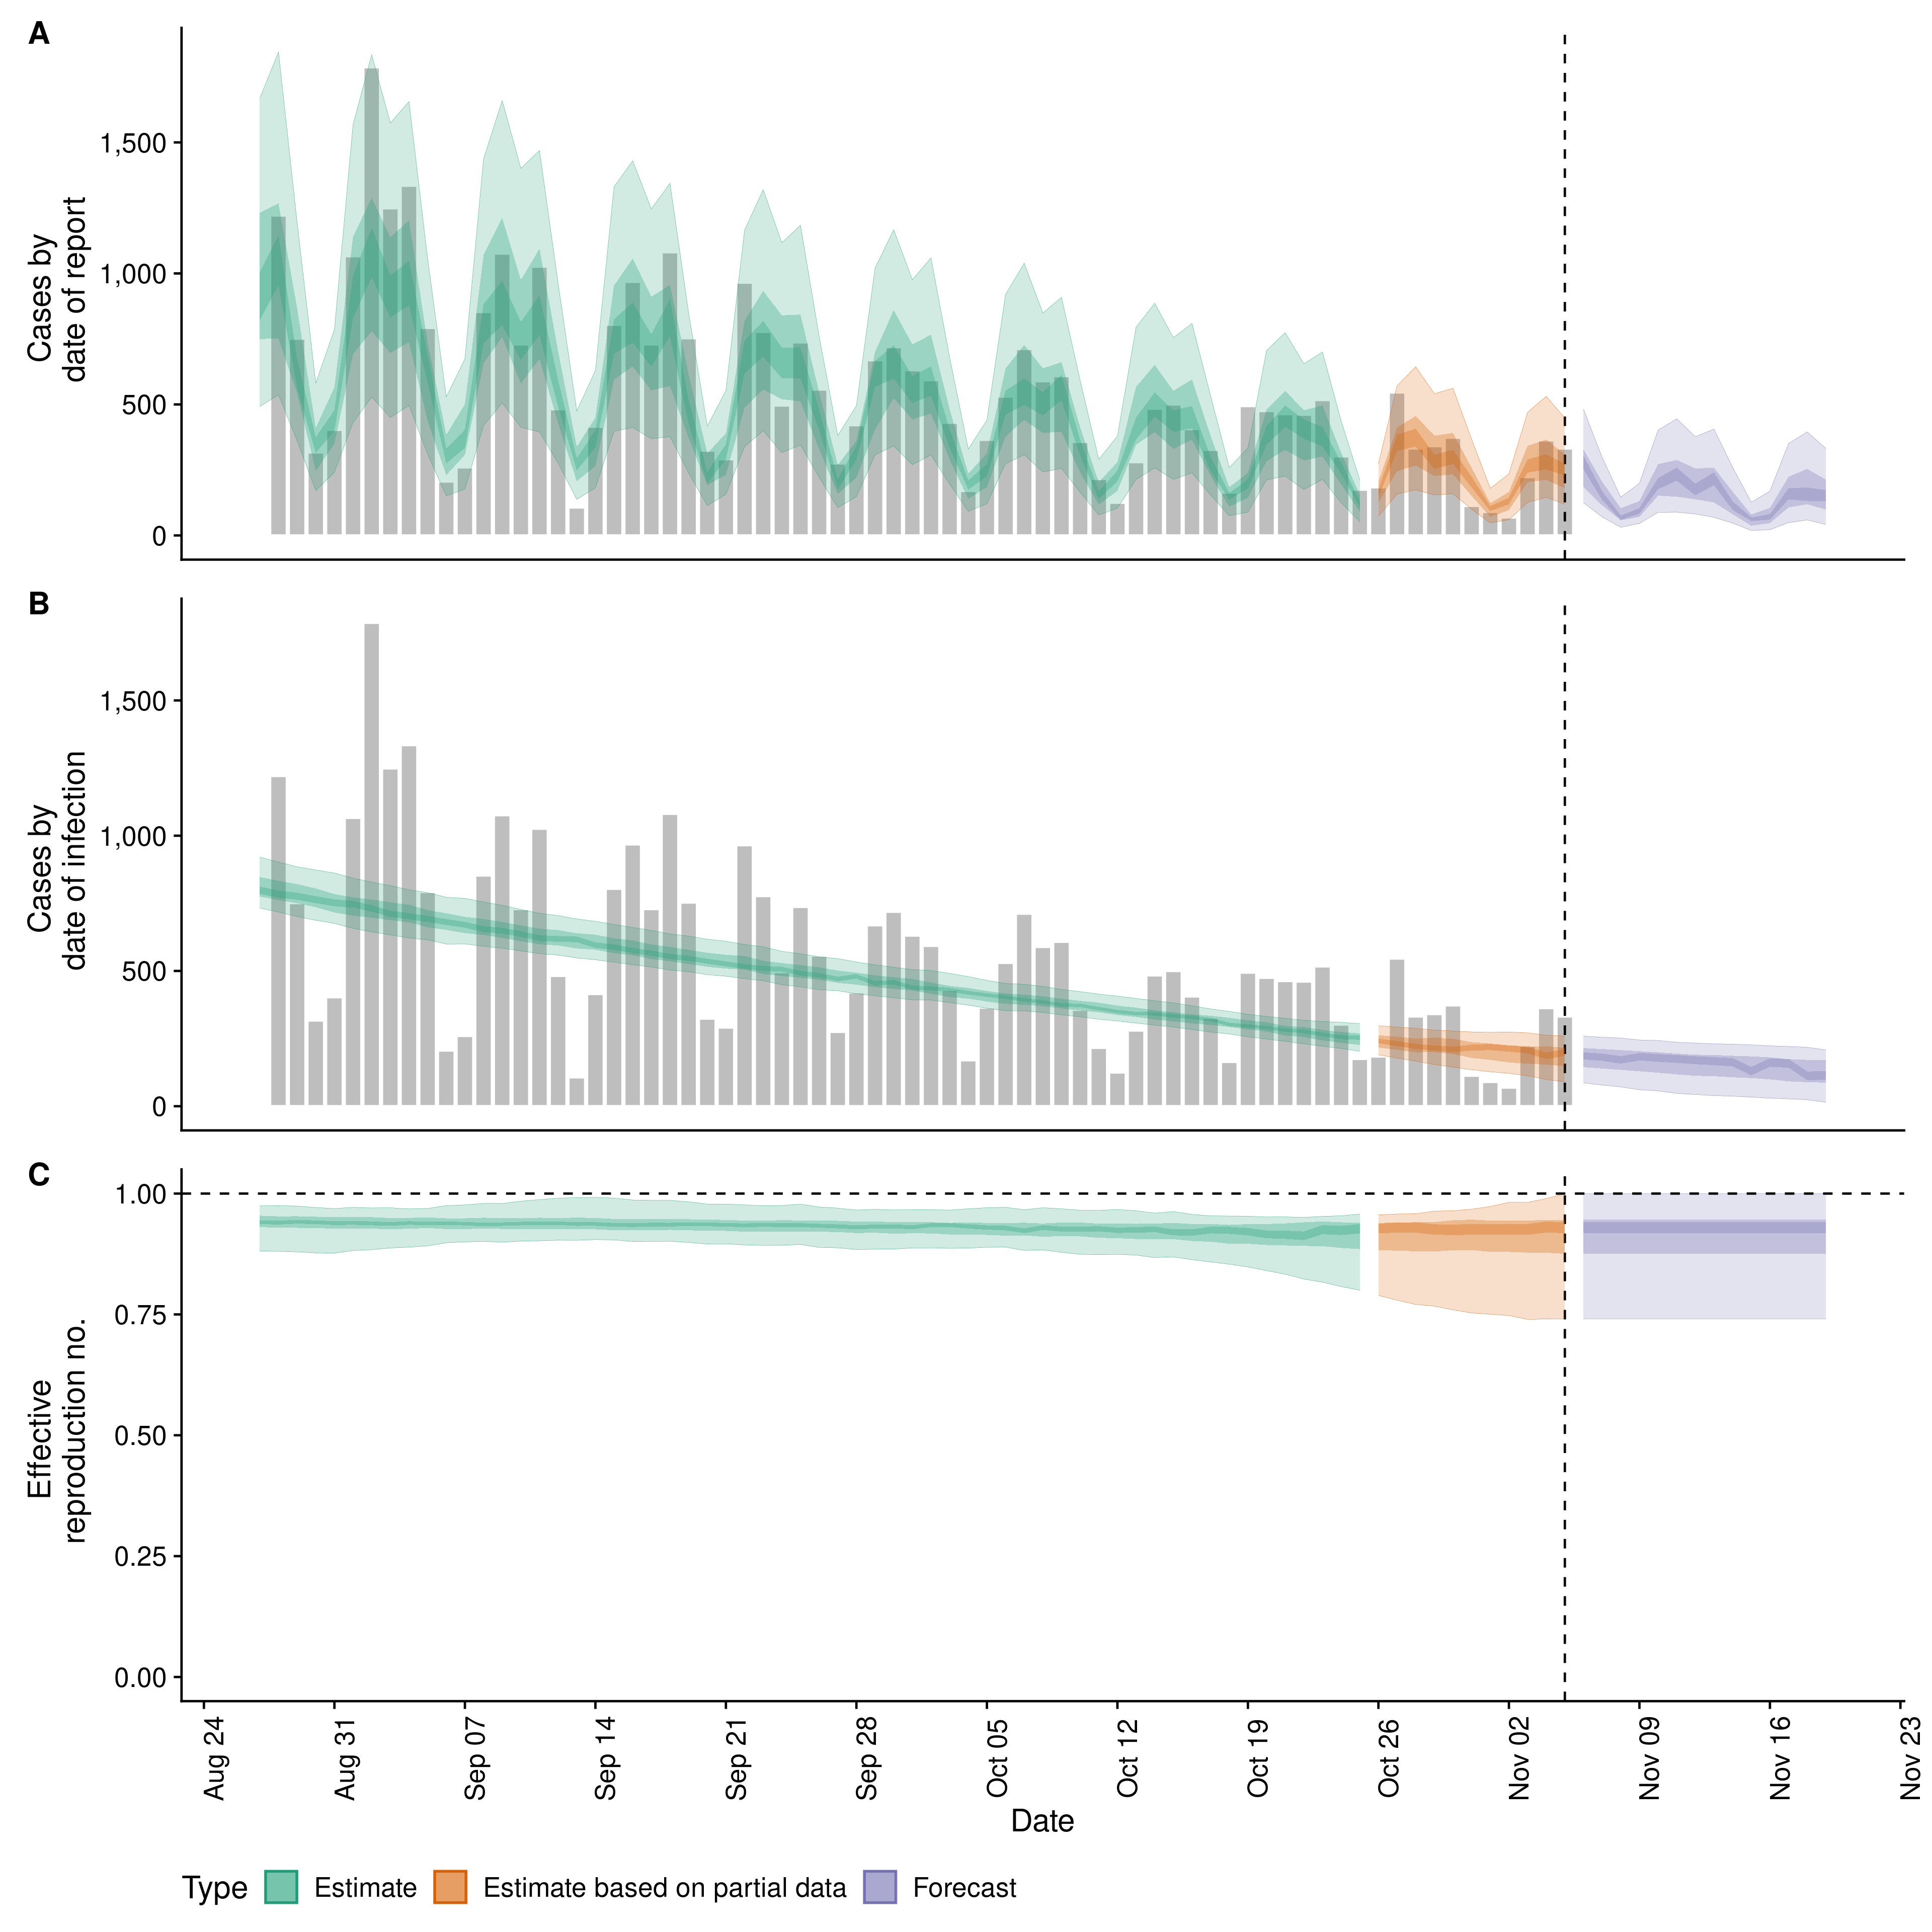 A
Cases by
date of report
1,500
1,000
500
0
B
Cases by
date of infection
1,500
1,000
500
0
C
Effective
reproduction no.
1.00
0.75
0.50
0.25
0.00
Aug 24
Aug 31
Sep 07
Sep 14
Sep 21
Sep 28
Oct 05
Oct 12
Oct 19
Oct 26
Nov 02
Nov 09
Nov 16
Nov 23
Date
Type Estimate Estimate based on partial data Forecast